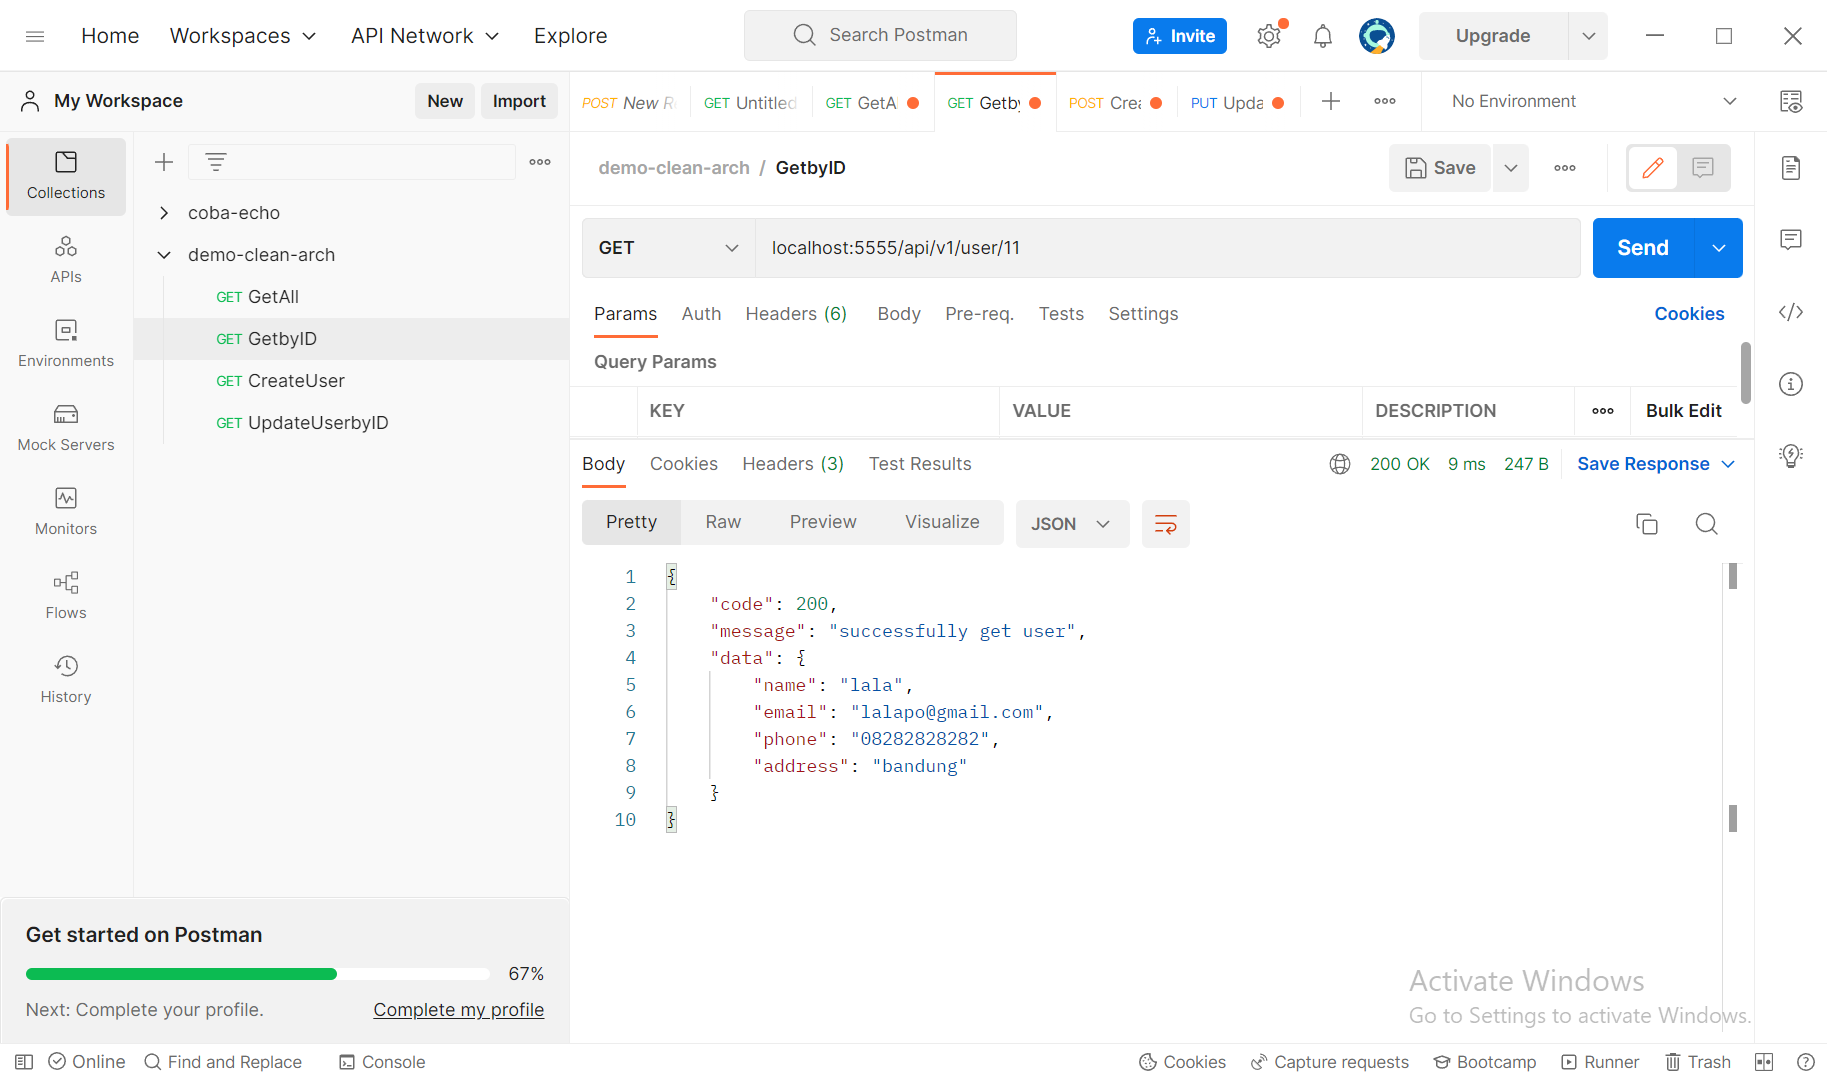 Home Workspaces API Network Explore Search Postman Invite Upgrade
My Workspace New Import
POST New R GET Untitled GET GetA GET Getby POST Crea PUT Upda No Environment
Collections
APIs
Environments
Mock Servers
Monitors
Flows
History
coba-echo
demo-clean-arch
GET GetAll
GET GetbyID
GET CreateUser
GET UpdateUserbyID
demo-clean-arch / GetbyID Save
GET localhost:5555/api/v1/user/11 Send
Params Auth Headers (6) Body Pre-req. Tests Settings Cookies
Query Params
KEY VALUE DESCRIPTION Bulk Edit
Body Cookies Headers (3) Test Results 200 OK 9 ms 247 B Save Response
Pretty Raw Preview Visualize JSON
1 {
2 "code": 200,
3 "message": "successfully get user",
4 "data": {
5 "name": "lala",
6 "email": "lalapo@gmail.com",
7 "phone": "08282828282",
8 "address": "bandung"
9 }
10 }
Get started on Postman
67%
Next: Complete your profile. Complete my profile
Activate Windows
Go to Settings to activate Windows.
Online Find and Replace Console Cookies Capture requests Bootcamp Runner Trash